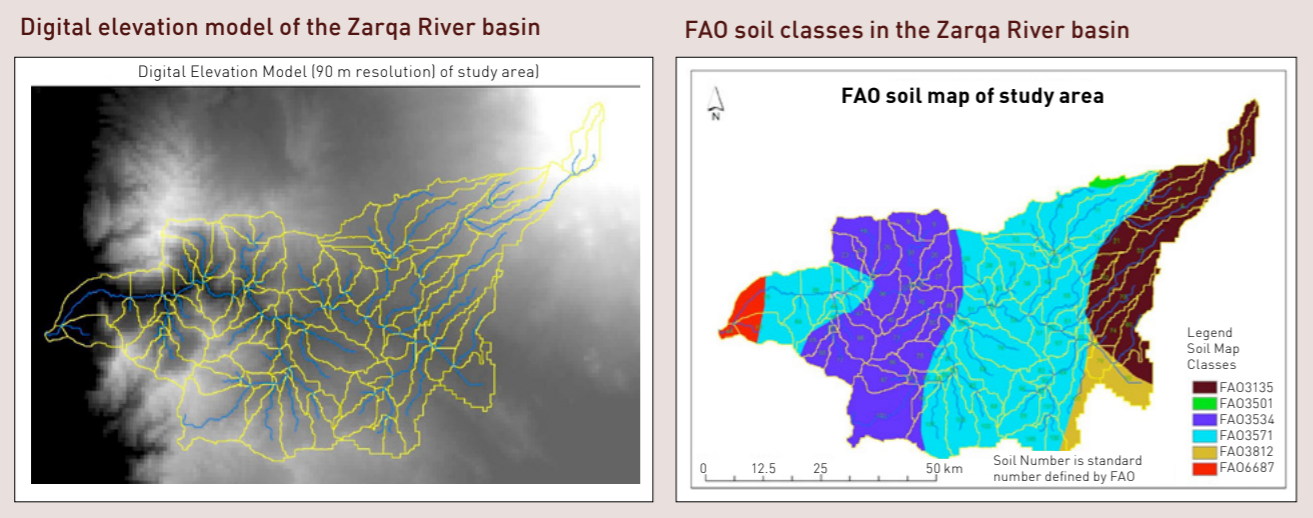 Digital elevation model of the Zarqa River basin
Digital Elevation Model (90 m resolution) of study area)
FAO soil classes in the Zarqa River basin
FAO soil map of study area
N
Legend
Soil Map
Classes
FAO3135
FAO3501
FAO3534
FAO3571
FAO3812
FAO6687
0 12.5 25 50 km
Soil Number is standard
number defined by FAO